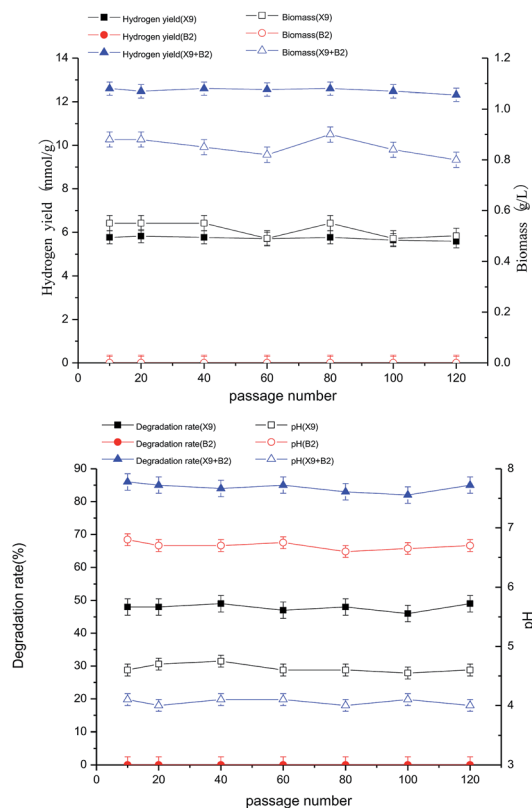 Hydrogen yield(X9) Biomass(X9)
Hydrogen yield(B2) Biomass(B2)
Hydrogen yield(X9+B2) Biomass(X9+B2)
14 1.2
12 1.0
10 0.8
8
6 0.6
4 0.4
2 0.2
0 0.0
0 20 40 60 80 100 120
passage number
Hydrogen yield (mmol/g)
Biomass (g/L)
Degradation rate(X9) pH(X9)
Degradation rate(B2) pH(B2)
Degradation rate(X9+B2) pH(X9+B2)
90 8
80
70 7
60
50 6
40
30 5
20 4
10
0 3
0 20 40 60 80 100 120
passage number
Degradation rate(%)
pH